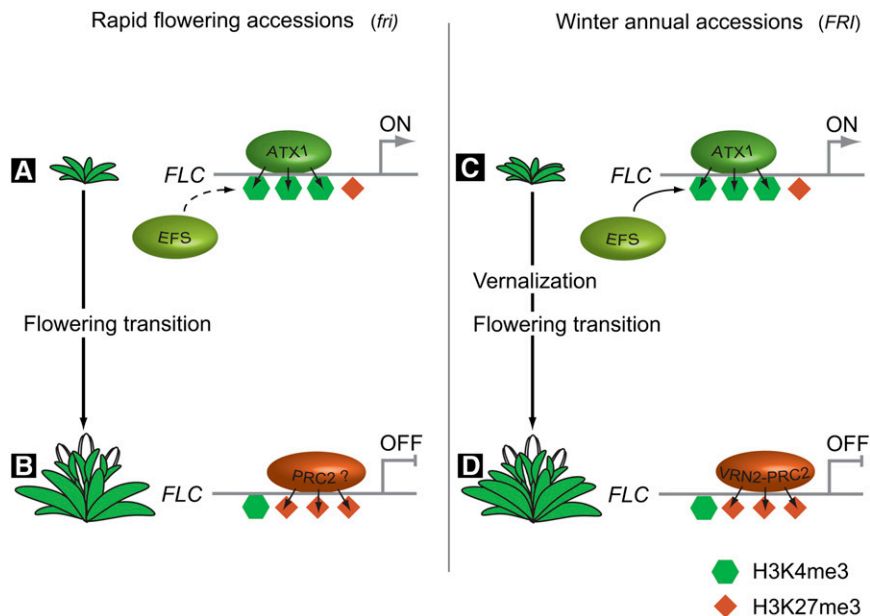 Rapid flowering accessions (fri)
A
FLC
ATX1
ON
EFS
Flowering transition
B
FLC
PRC2 ?
OFF
Winter annual accessions (FRI)
C
FLC
ATX1
ON
EFS
Vernalization
Flowering transition
D
FLC
VRN2-PRC2
OFF
H3K4me3
H3K27me3